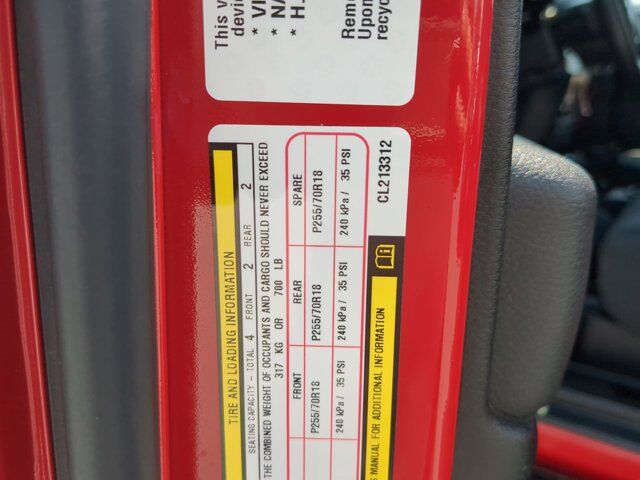 This v
devic
* VI
* NA
* H.
Remo
Upon
recyc
TIRE AND LOADING INFORMATION
SEATING CAPACITY - TOTAL 4 FRONT 2 REAR 2
THE COMBINED WEIGHT OF OCCUPANTS AND CARGO SHOULD NEVER EXCEED
317 KG OR 700 LB
FRONT REAR SPARE
P255/70R18 P255/70R18 P255/70R18
240 kPa / 35 PSI 240 kPa / 35 PSI 240 kPa / 35 PSI
S MANUAL FOR ADDITIONAL INFORMATION
CL213312